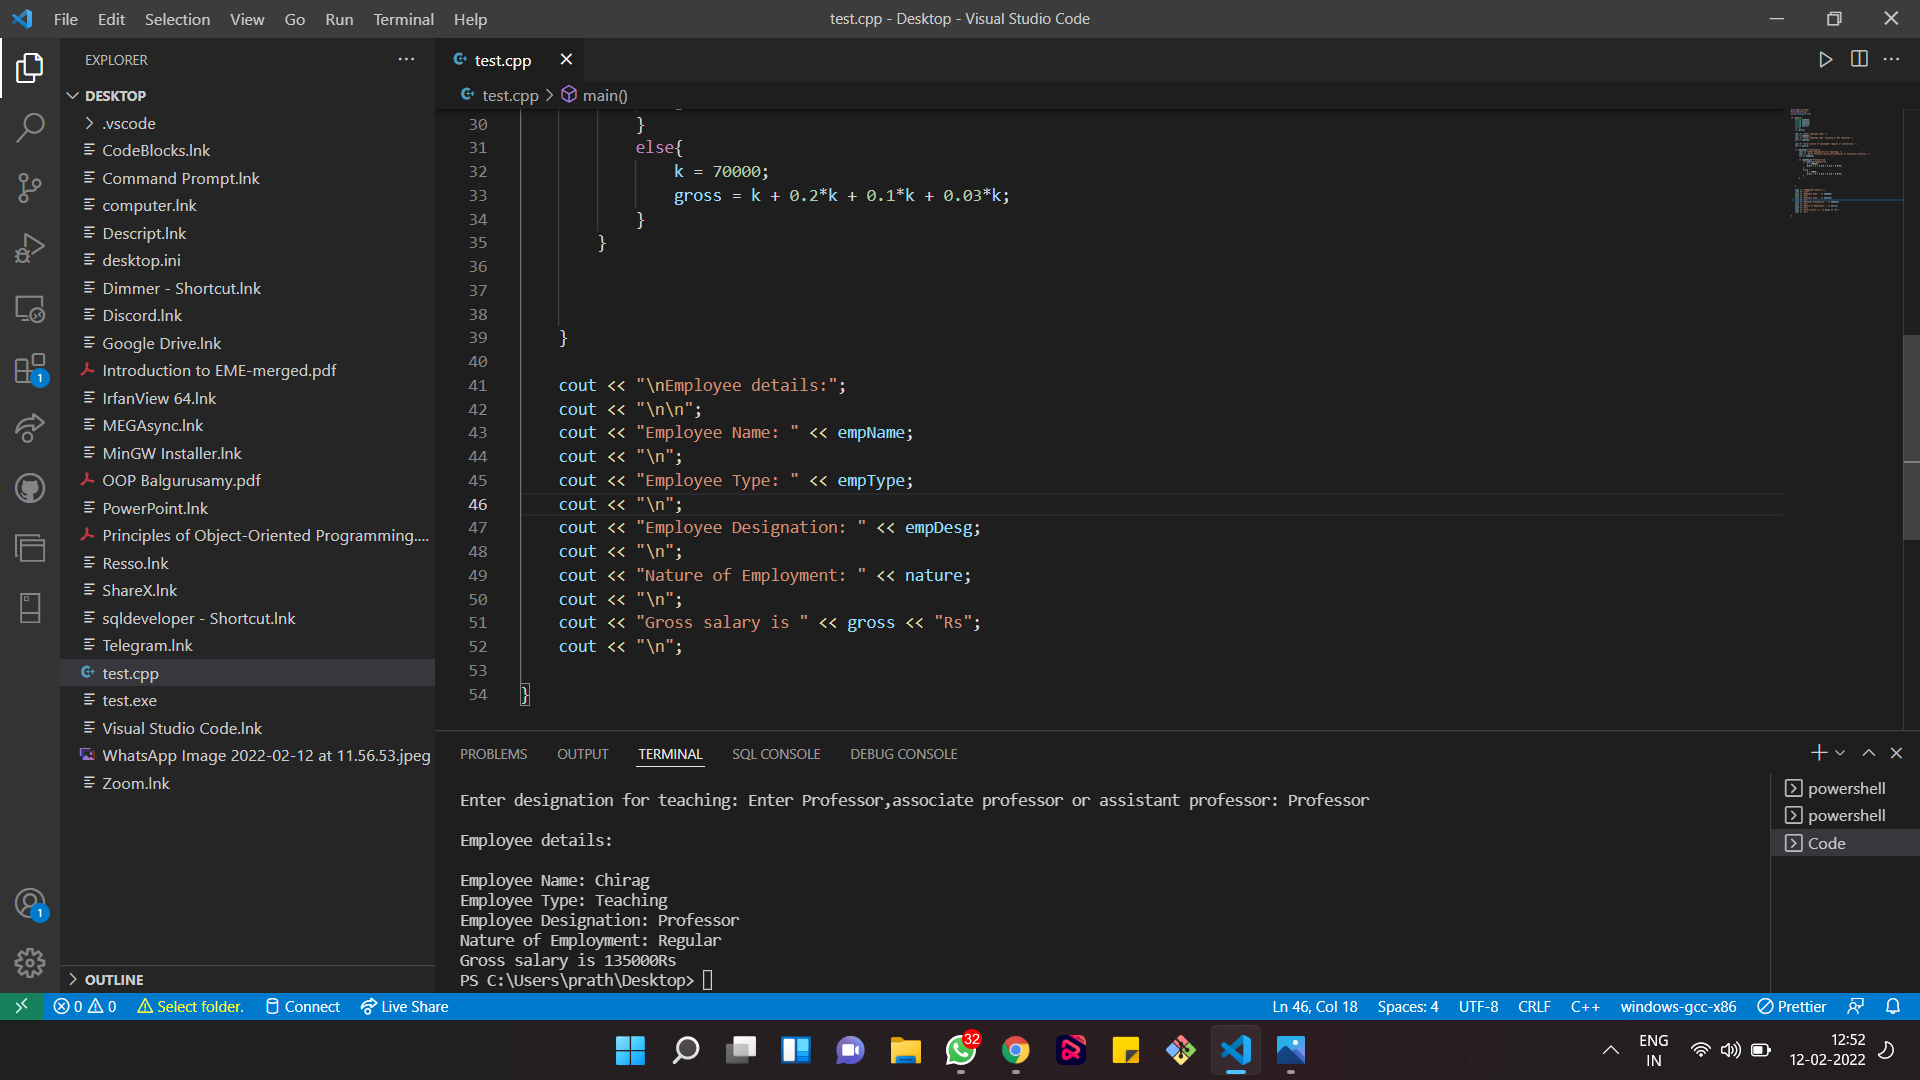 File Edit Selection View Go Run Terminal Help
test.cpp - Desktop - Visual Studio Code
EXPLORER
DESKTOP
.vscode
CodeBlocks.lnk
Command Prompt.lnk
computer.lnk
Descript.lnk
desktop.ini
Dimmer - Shortcut.lnk
Discord.lnk
Google Drive.lnk
Introduction to EME-merged.pdf
IrfanView 64.lnk
MEGAsync.lnk
MinGW Installer.lnk
OOP Balgurusamy.pdf
PowerPoint.lnk
Principles of Object-Oriented Programming....
Resso.lnk
ShareX.lnk
sqldeveloper - Shortcut.lnk
Telegram.lnk
test.cpp
test.exe
Visual Studio Code.lnk
WhatsApp Image 2022-02-12 at 11.56.53.jpeg
Zoom.lnk
OUTLINE
1
1
test.cpp
test.cpp > main()
30 }
31 else{
32 k = 70000;
33 gross = k + 0.2*k + 0.1*k + 0.03*k;
34 }
35 }
36
37
38
39 }
40
41 cout << "\nEmployee details:";
42 cout << "\n\n";
43 cout << "Employee Name: " << empName;
44 cout << "\n";
45 cout << "Employee Type: " << empType;
46 cout << "\n";
47 cout << "Employee Designation: " << empDesg;
48 cout << "\n";
49 cout << "Nature of Employment: " << nature;
50 cout << "\n";
51 cout << "Gross salary is " << gross << "Rs";
52 cout << "\n";
53
54 }
PROBLEMS OUTPUT TERMINAL SQL CONSOLE DEBUG CONSOLE
Enter designation for teaching: Enter Professor,associate professor or assistant professor: Professor
Employee details:
Employee Name: Chirag
Employee Type: Teaching
Employee Designation: Professor
Nature of Employment: Regular
Gross salary is 135000Rs
PS C:\Users\prath\Desktop>
powershell
powershell
Code
0 0 Select folder. Connect Live Share
Ln 46, Col 18 Spaces: 4 UTF-8 CRLF C++ windows-gcc-x86 Prettier
32
ENG
IN
12:52
12-02-2022